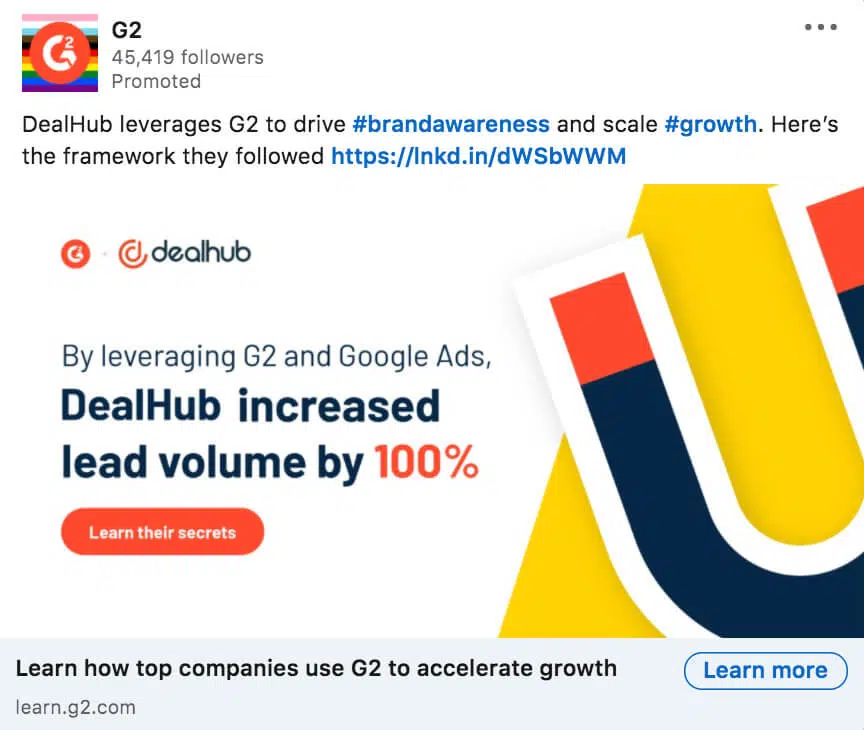 G2
45,419 followers
Promoted
DealHub leverages G2 to drive #brandawareness and scale #growth. Here’s
the framework they followed https://lnkd.in/dWSbWWM
dealhub
By leveraging G2 and Google Ads,
DealHub increased
lead volume by 100%
Learn their secrets
Learn how top companies use G2 to accelerate growth
Learn more
learn.g2.com